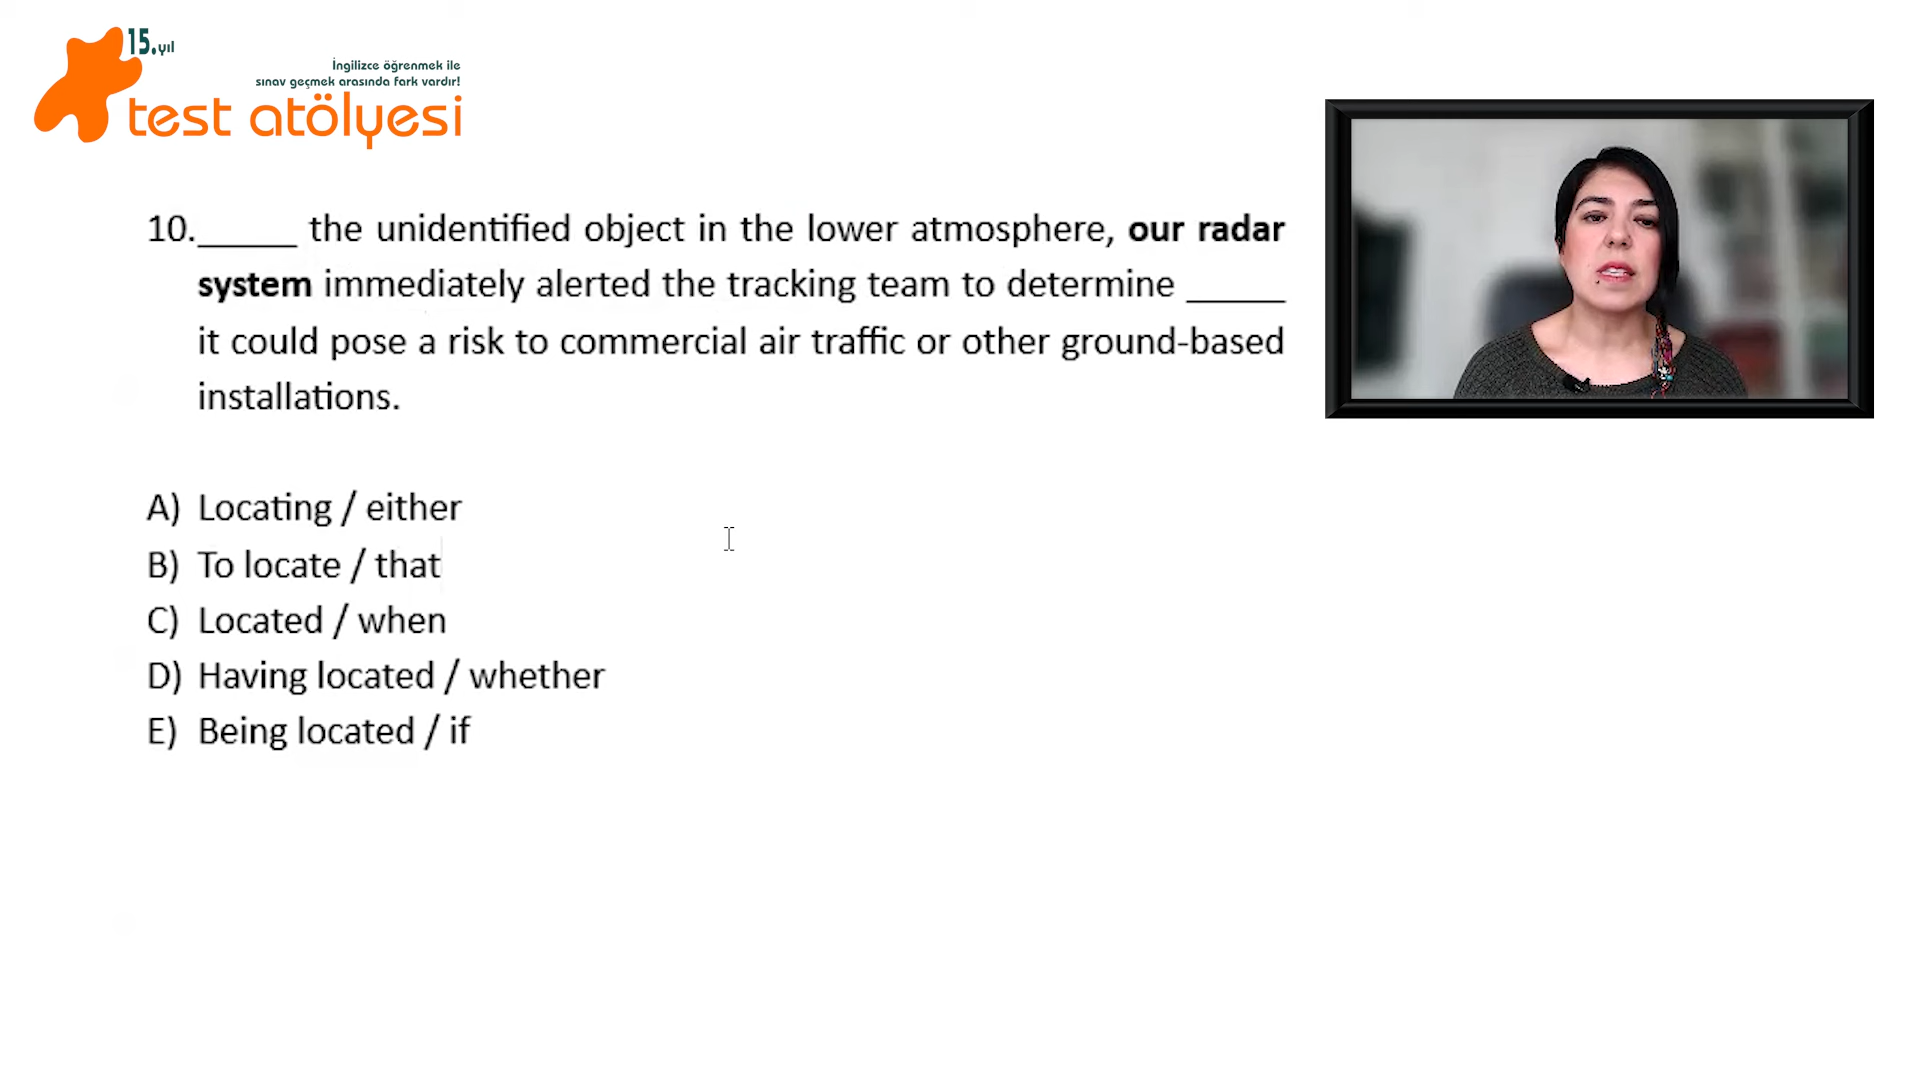 15.yıl
İngilizce öğrenmek ile
sınav geçmek arasında fark vardır!
test atölyesi
10._____ the unidentified object in the lower atmosphere, our radar
system immediately alerted the tracking team to determine _____
it could pose a risk to commercial air traffic or other ground-based
installations.
A) Locating / either
B) To locate / that
C) Located / when
D) Having located / whether
E) Being located / if